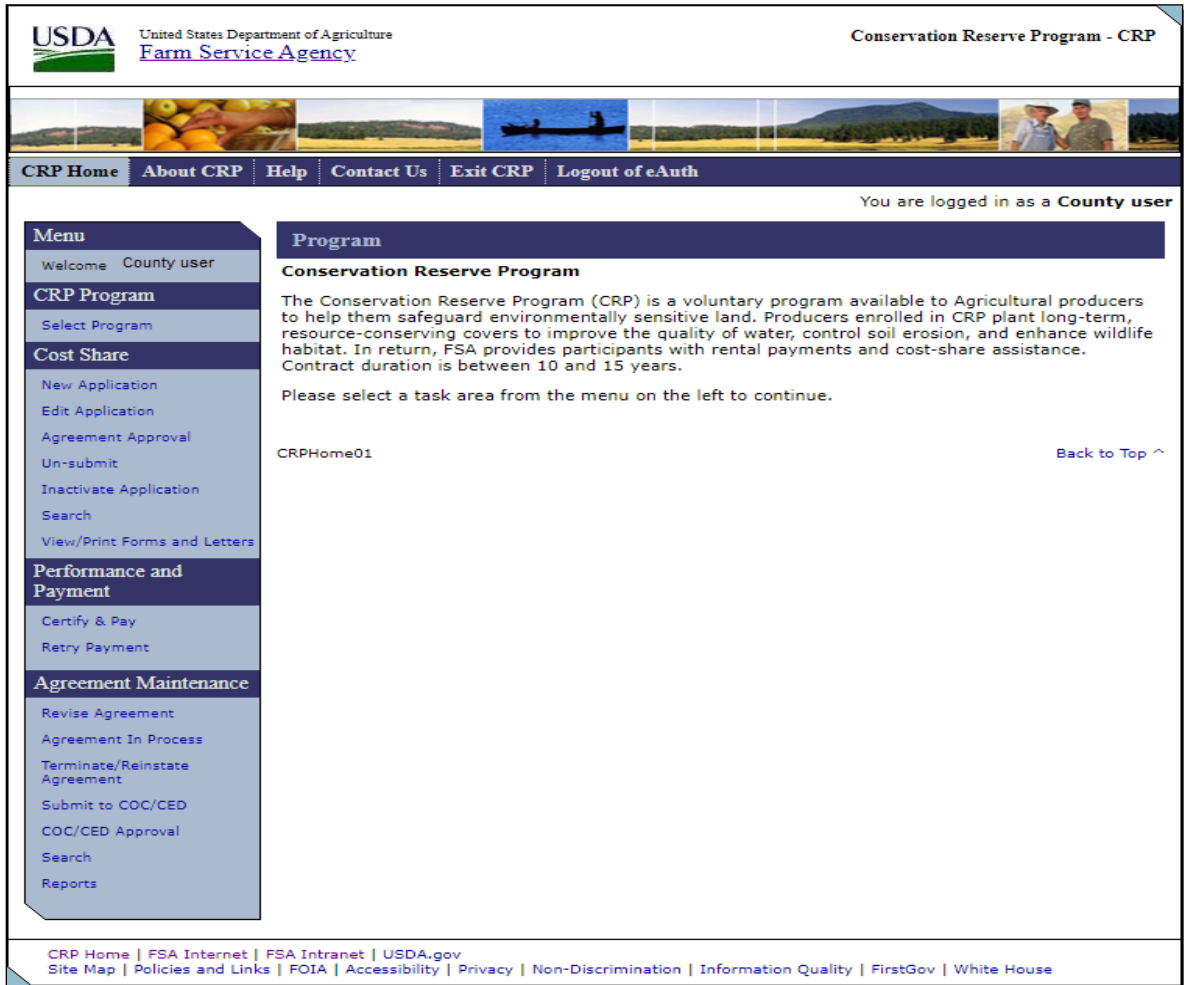 USDA
United States Department of Agriculture
Farm Service Agency
Conservation Reserve Program - CRP
CRP Home About CRP Help Contact Us Exit CRP Logout of eAuth
You are logged in as a County user
Menu
Welcome County user
CRP Program
Select Program
Cost Share
New Application
Edit Application
Agreement Approval
Un-submit
Inactivate Application
Search
View/Print Forms and Letters
Performance and
Payment
Certify & Pay
Retry Payment
Agreement Maintenance
Revise Agreement
Agreement In Process
Terminate/Reinstate
Agreement
Submit to COC/CED
COC/CED Approval
Search
Reports
Program
Conservation Reserve Program
The Conservation Reserve Program (CRP) is a voluntary program available to Agricultural producers
to help them safeguard environmentally sensitive land. Producers enrolled in CRP plant long-term,
resource-conserving covers to improve the quality of water, control soil erosion, and enhance wildlife
habitat. In return, FSA provides participants with rental payments and cost-share assistance.
Contract duration is between 10 and 15 years.
Please select a task area from the menu on the left to continue.
CRPHome01
Back to Top ^
CRP Home | FSA Internet | FSA Intranet | USDA.gov
Site Map | Policies and Links | FOIA | Accessibility | Privacy | Non-Discrimination | Information Quality | FirstGov | White House